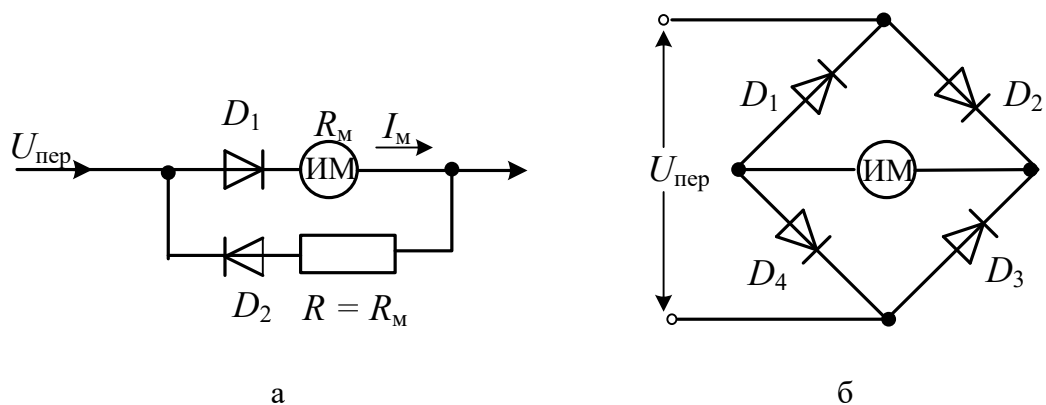 D₁
Rм
Iм
Uпер
ИМ
D₂
R = Rм
а
D₁
D₂
Uпер
ИМ
D₄
D₃
б